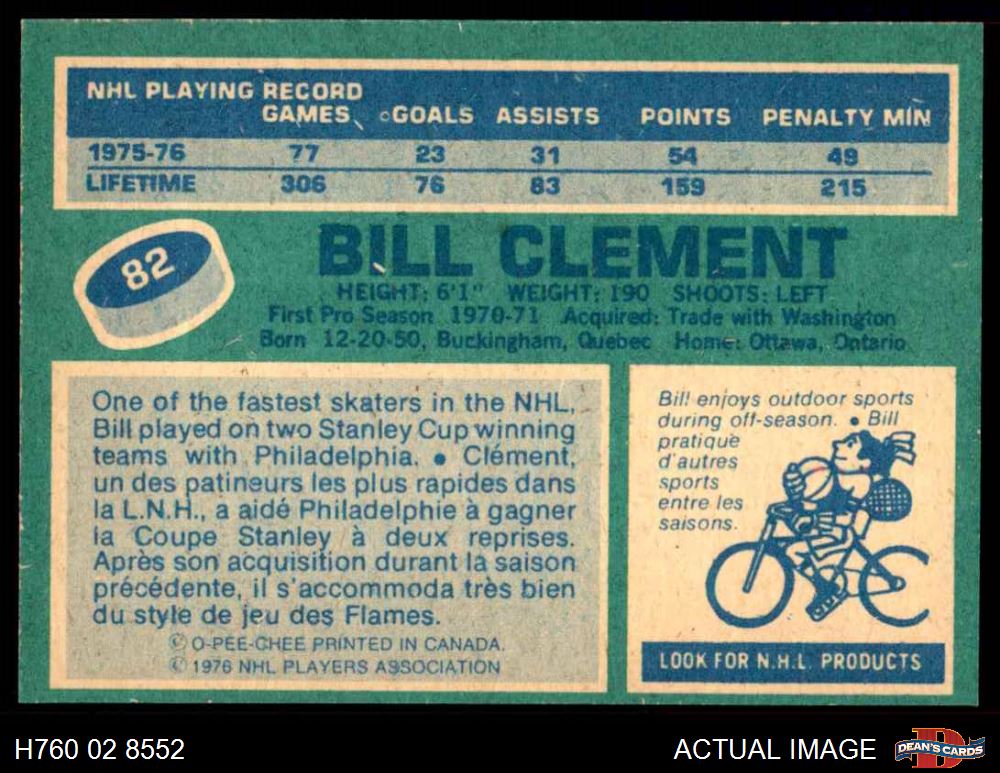 NHL PLAYING RECORD
GAMES GOALS ASSISTS POINTS PENALTY MIN
1975-76 77 23 31 54 49
LIFETIME 306 76 83 159 215
82
BILL CLEMENT
HEIGHT: 6'1" WEIGHT: 190 SHOOTS: LEFT
First Pro Season 1970-71 Acquired: Trade with Washington
Born 12-20-50, Buckingham, Quebec Home: Ottawa, Ontario
One of the fastest skaters in the NHL,
Bill played on two Stanley Cup winning
teams with Philadelphia. • Clément,
un des patineurs les plus rapides dans
la L.N.H., a aidé Philadelphie à gagner
la Coupe Stanley à deux reprises.
Après son acquisition durant la saison
précédente, il s'accommoda très bien
du style de jeu des Flames.
© O-PEE-CHEE PRINTED IN CANADA.
© 1976 NHL PLAYERS ASSOCIATION
Bill enjoys outdoor sports
during off-season. • Bill
pratique
d'autres
sports
entre les
saisons.
LOOK FOR N.H.L PRODUCTS
H760 02 8552
ACTUAL IMAGE
D
DEAN'S CARDS